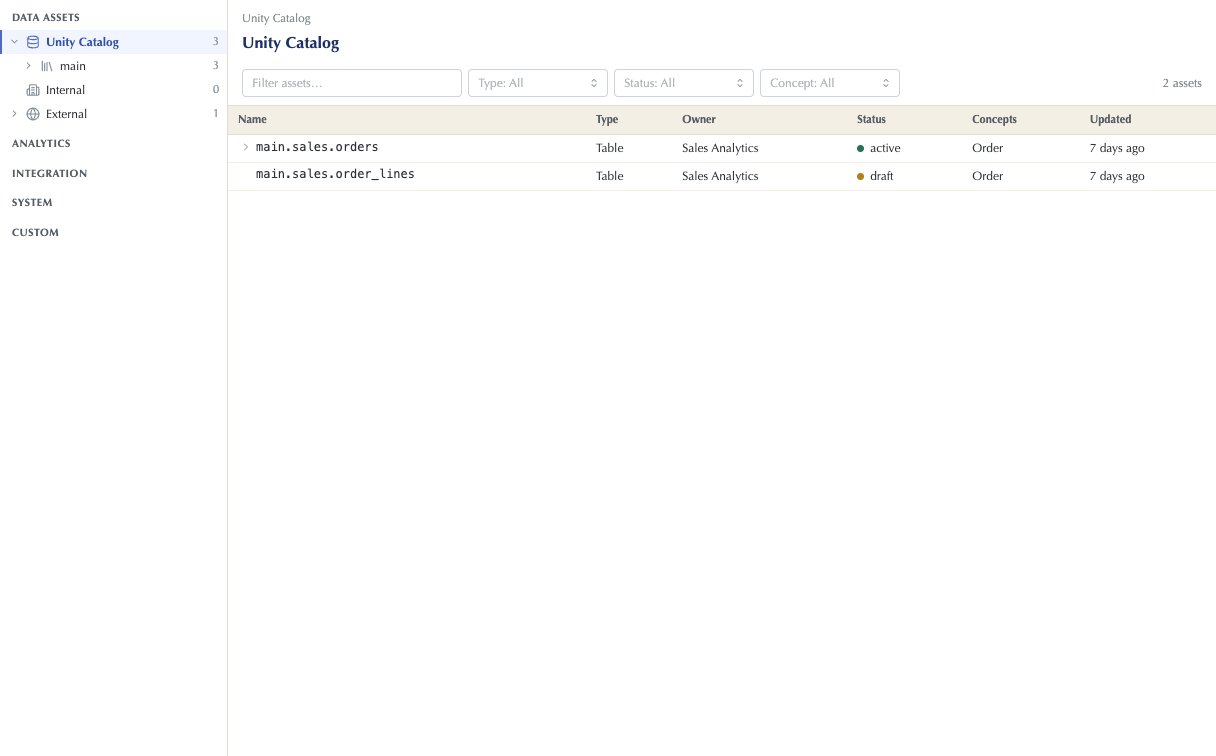 DATA ASSETS
Unity Catalog 3
main 3
Internal 0
External 1
ANALYTICS
INTEGRATION
SYSTEM
CUSTOM
Unity Catalog
Unity Catalog
Filter assets... Type: All Status: All Concept: All 2 assets
Name Type Owner Status Concepts Updated
main.sales.orders Table Sales Analytics active Order 7 days ago
main.sales.order_lines Table Sales Analytics draft Order 7 days ago